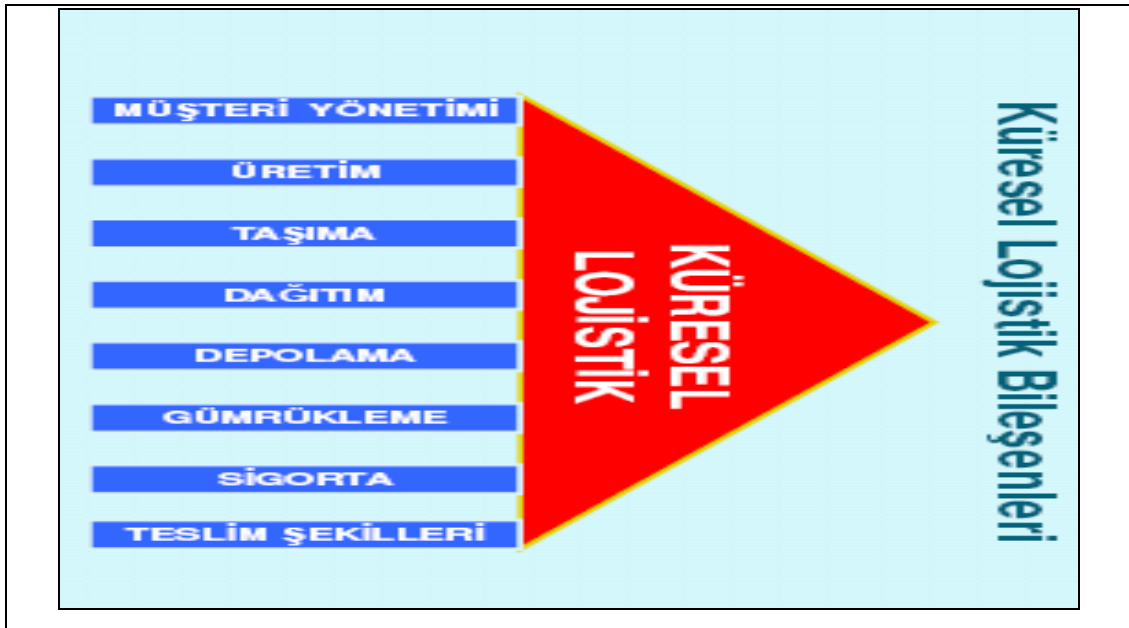 Küresel Lojistik Bileşenleri
KÜRESEL
LOJİSTİK
MÜŞTERİ YÖNETİMİ
ÜRETİM
TAŞIMA
DAĞITIM
DEPOLAMA
GÜMRÜKLEME
SİGORTA
TESLİM ŞEKİLLERİ